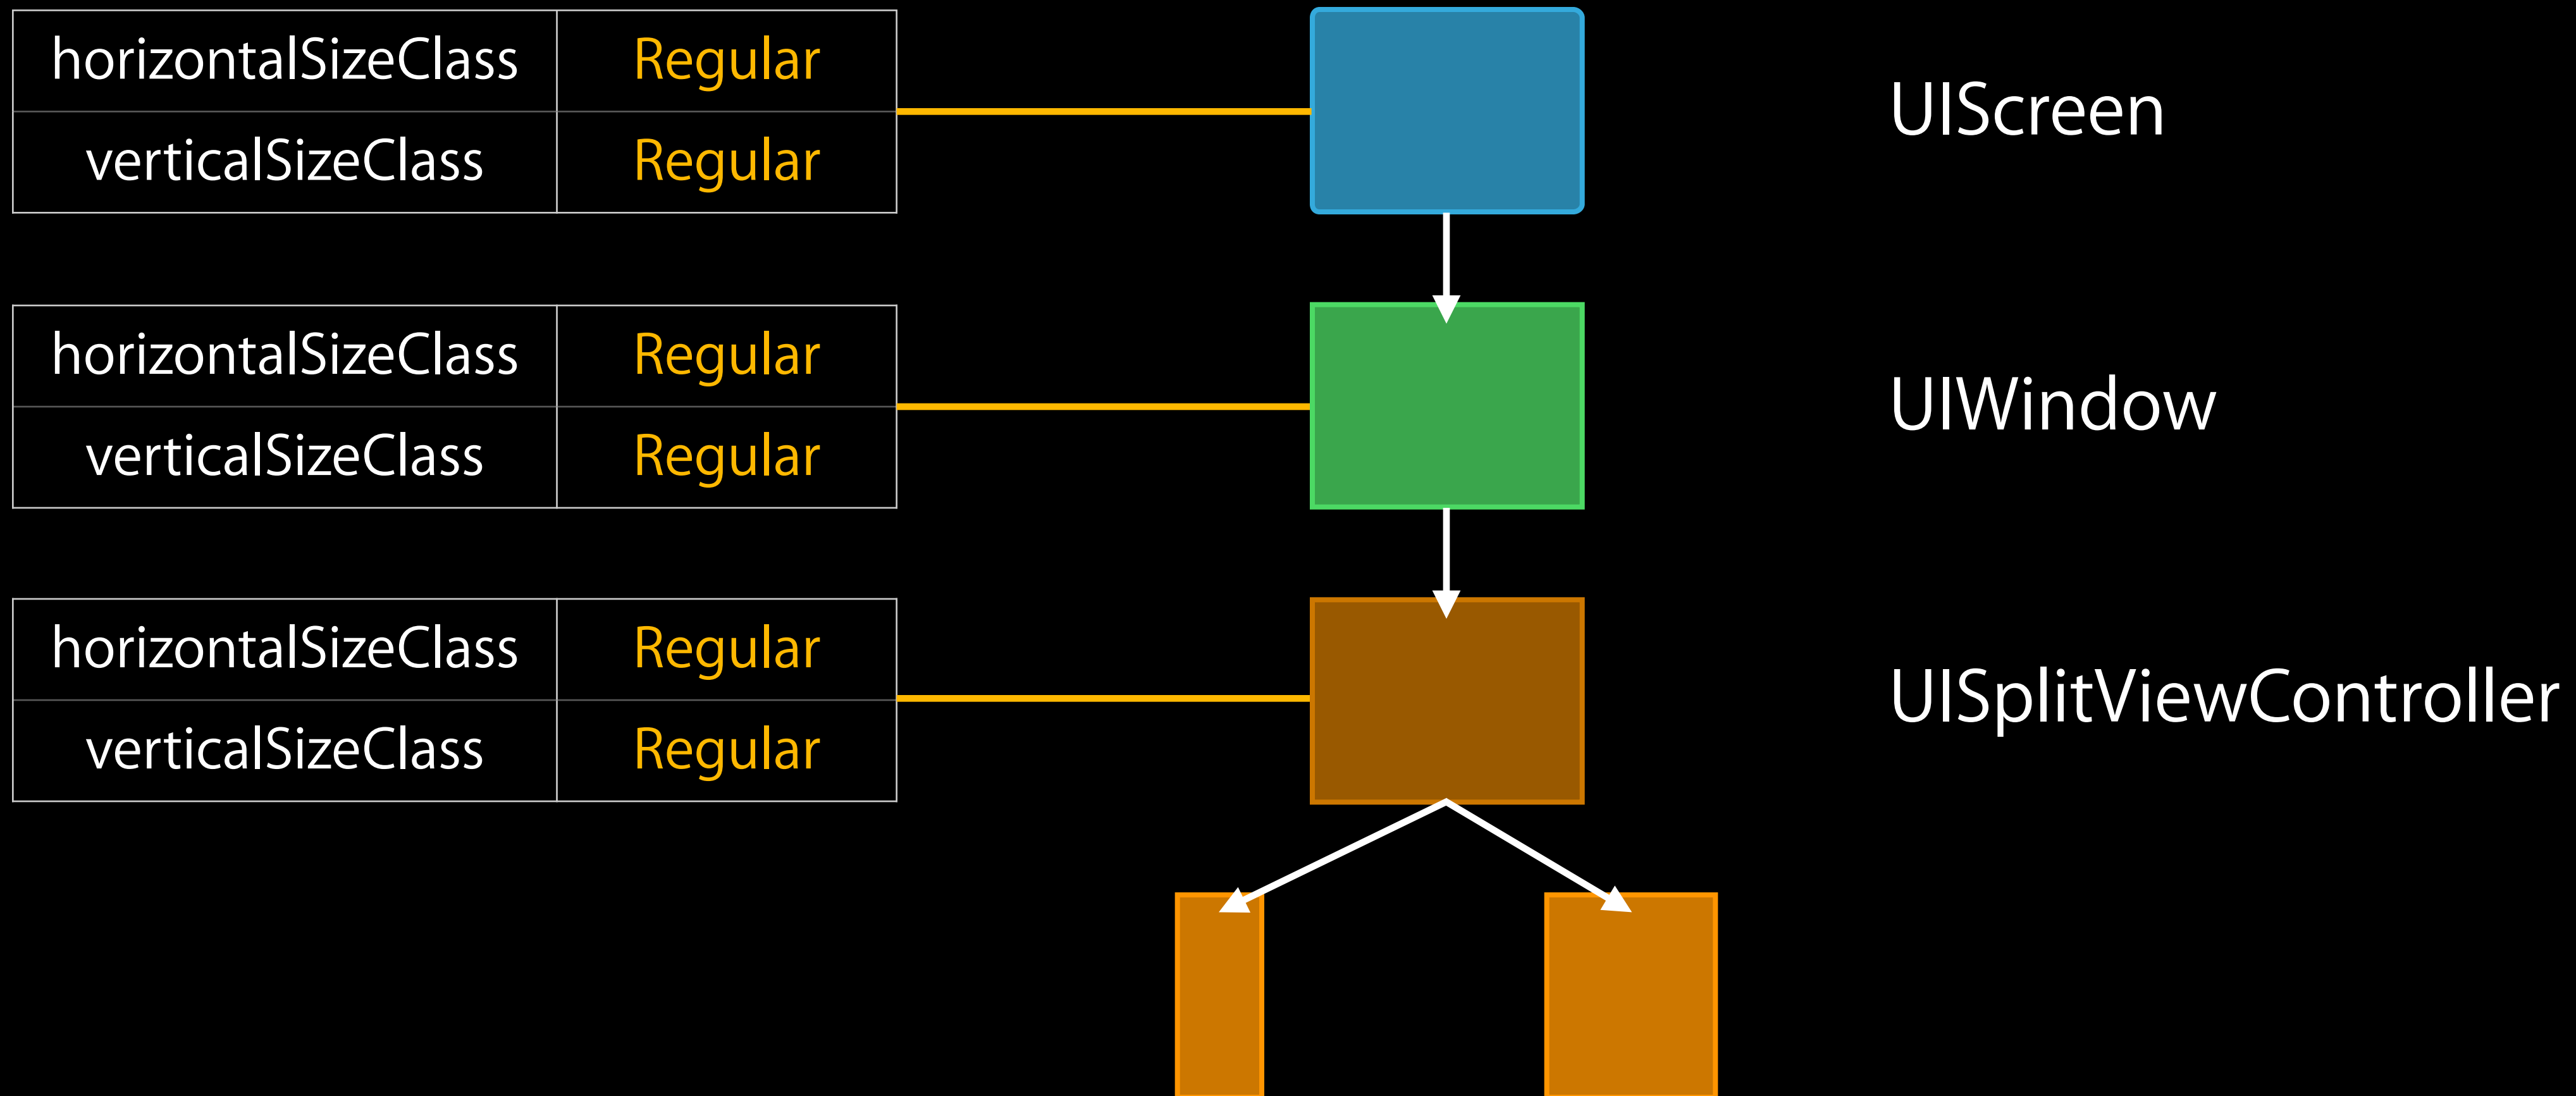 horizontalSizeClass Regular
verticalSizeClass Regular
UIScreen
horizontalSizeClass Regular
verticalSizeClass Regular
UIWindow
horizontalSizeClass Regular
verticalSizeClass Regular
UISplitViewController